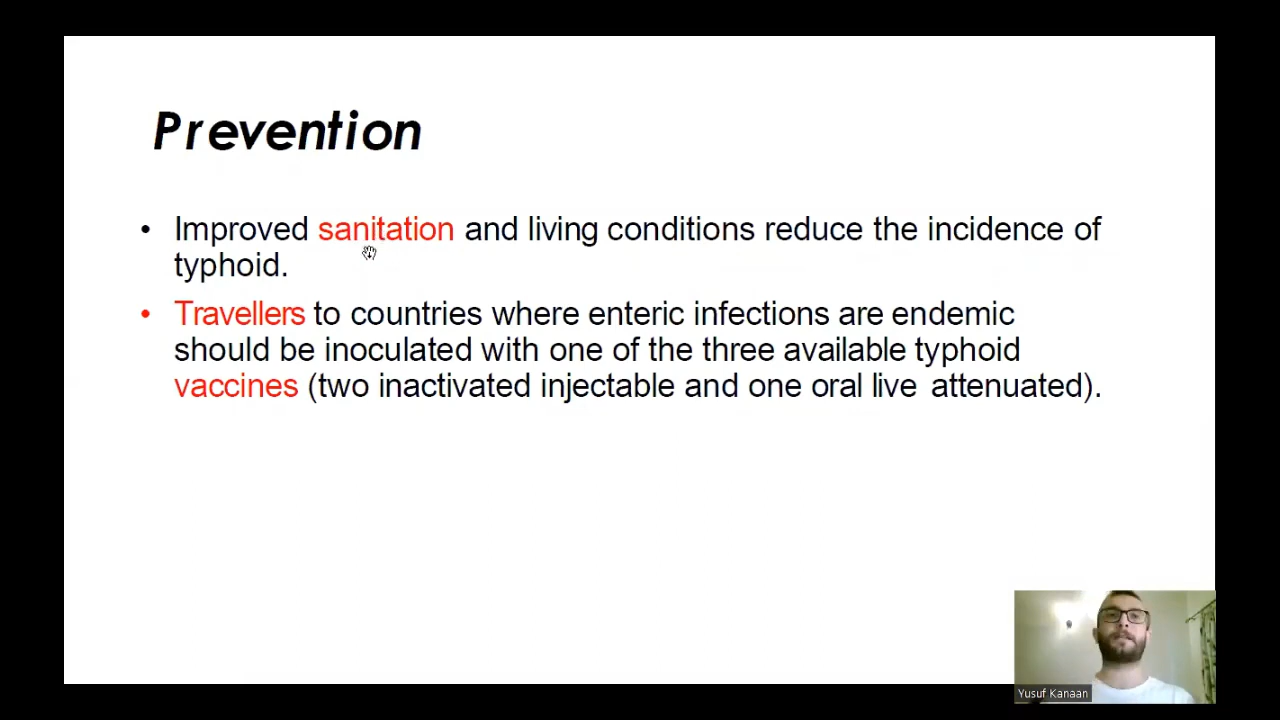 Prevention
• Improved sanitation and living conditions reduce the incidence of
typhoid.
• Travellers to countries where enteric infections are endemic
should be inoculated with one of the three available typhoid
vaccines (two inactivated injectable and one oral live attenuated).
Yusuf Kanaan